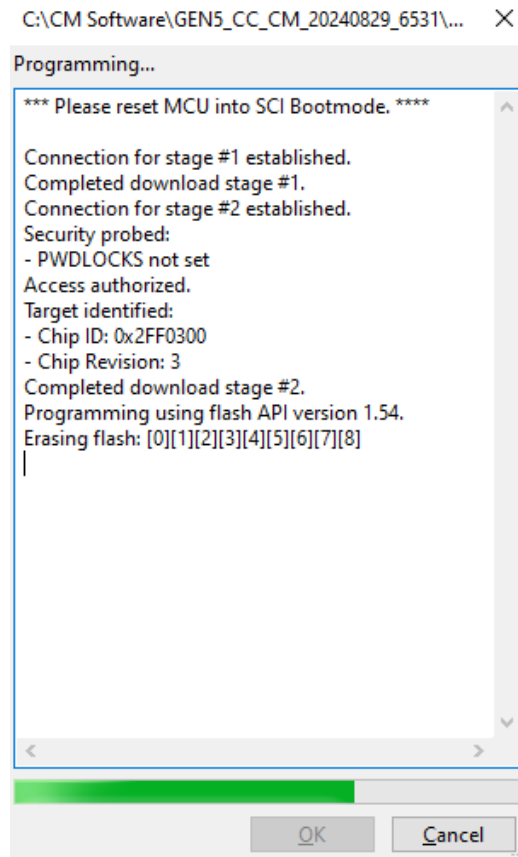 C:\CM Software\GEN5_CC_CM_20240829_6531\...
Programming...
*** Please reset MCU into SCI Bootmode. ****
Connection for stage #1 established.
Completed download stage #1.
Connection for stage #2 established.
Security probed:
- PWDLOCKS not set
Access authorized.
Target identified:
- Chip ID: 0x2FF0300
- Chip Revision: 3
Completed download stage #2.
Programming using flash API version 1.54.
Erasing flash: [0][1][2][3][4][5][6][7][8]
OK
Cancel